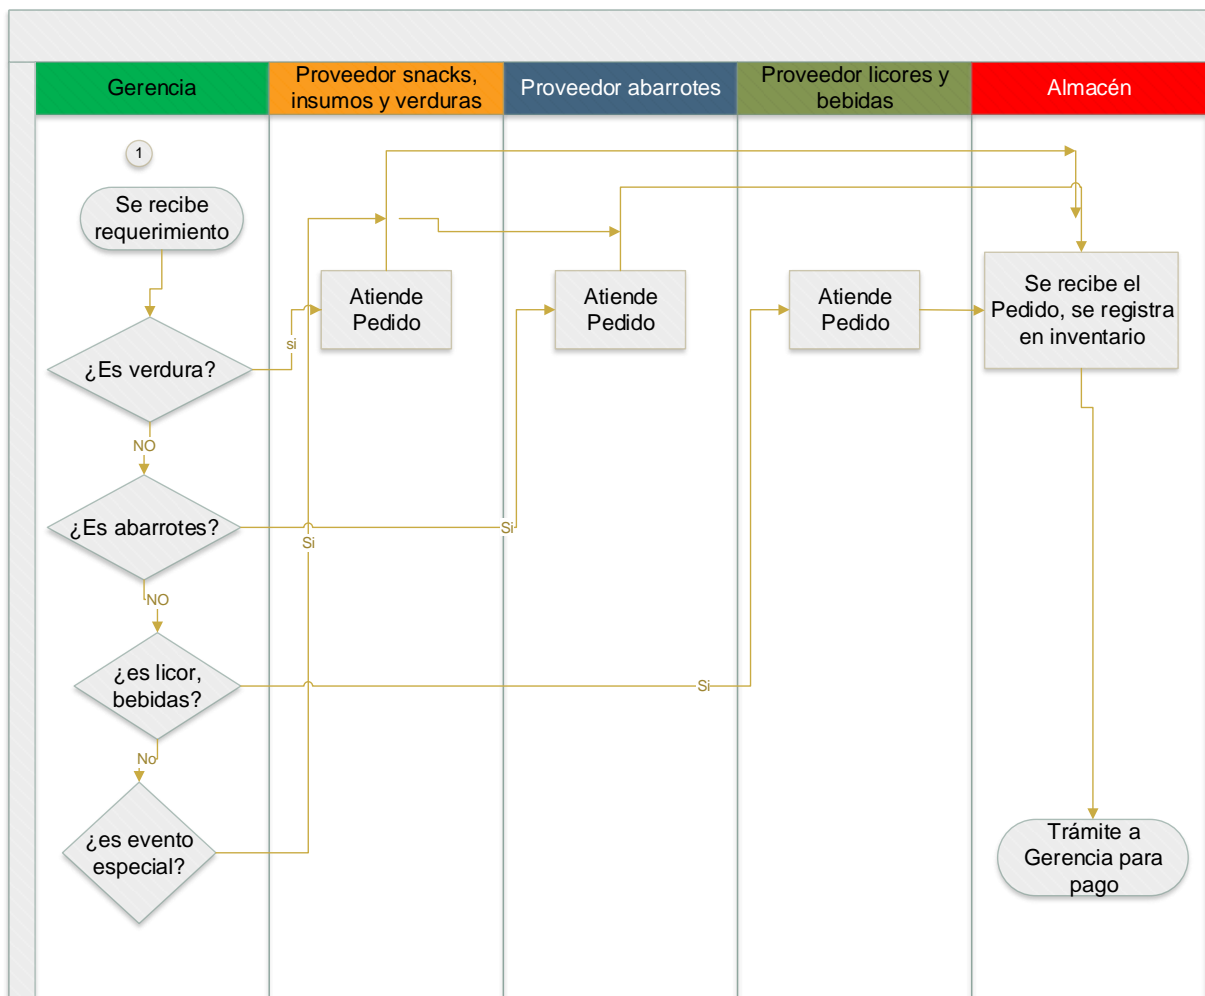 Gerencia
Proveedor snacks,
insumos y verduras
Proveedor abarrotes
Proveedor licores y
bebidas
Almacén
1
Se recibe
requerimiento
Atiende
Pedido
Atiende
Pedido
Atiende
Pedido
Se recibe el
Pedido, se registra
en inventario
si
¿Es verdura?
NO
¿Es abarrotes?
Si
Si
NO
¿es licor,
bebidas?
Si
No
¿es evento
especial?
Trámite a
Gerencia para
pago